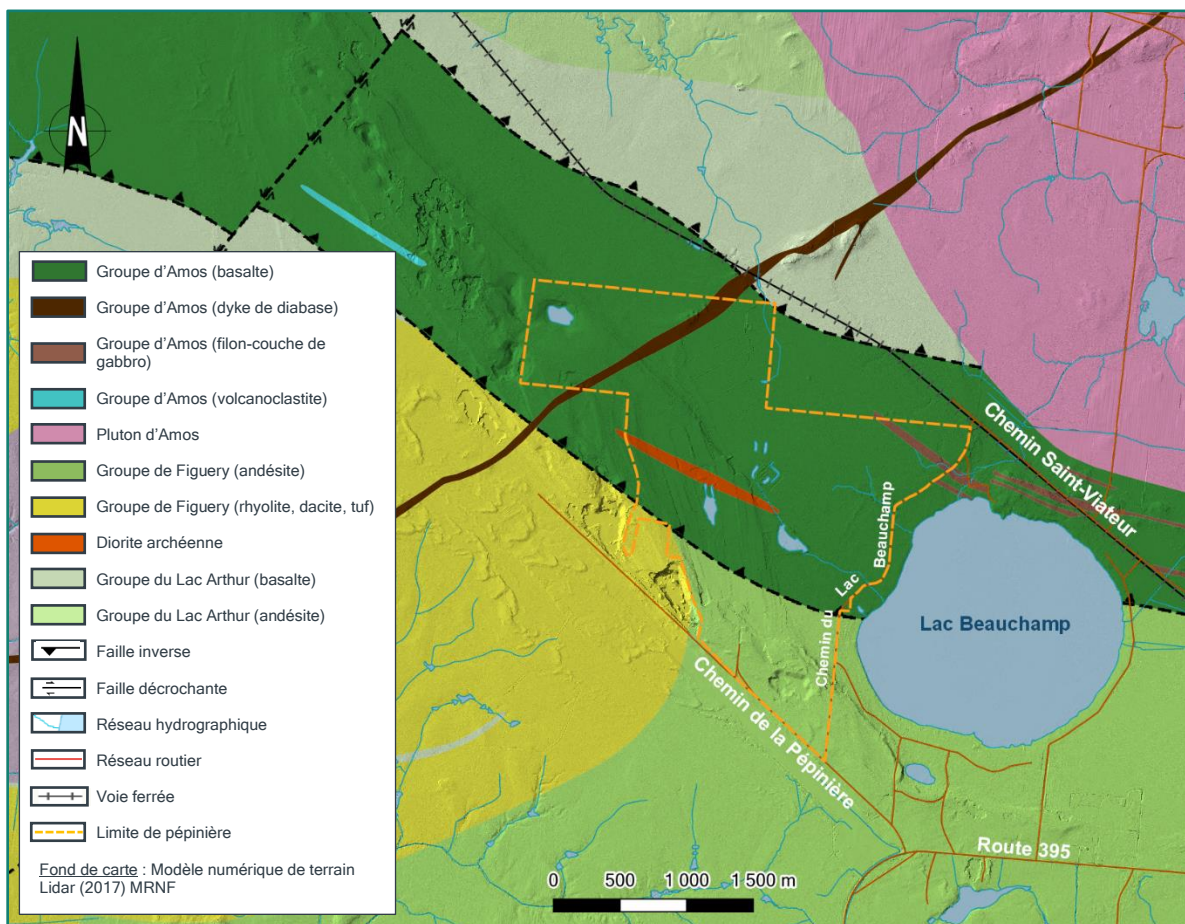 N
Groupe d'Amos (basalte)
Groupe d'Amos (dyke de diabase)
Groupe d'Amos (filon-couche de
gabbro)
Groupe d'Amos (volcanoclastite)
Pluton d'Amos
Groupe de Figuery (andésite)
Groupe de Figuery (rhyolite, dacite, tuf)
Diorite archéenne
Groupe du Lac Arthur (basalte)
Groupe du Lac Arthur (andésite)
Faille inverse
Faille décrochante
Réseau hydrographique
Réseau routier
Voie ferrée
Limite de pépinière
Fond de carte : Modèle numérique de terrain
Lidar (2017) MRNF
Chemin Saint-Viateur
Chemin du Lac Beauchamp
Lac Beauchamp
Chemin de la Pépinière
Route 395
0 500 1 000 1 500 m